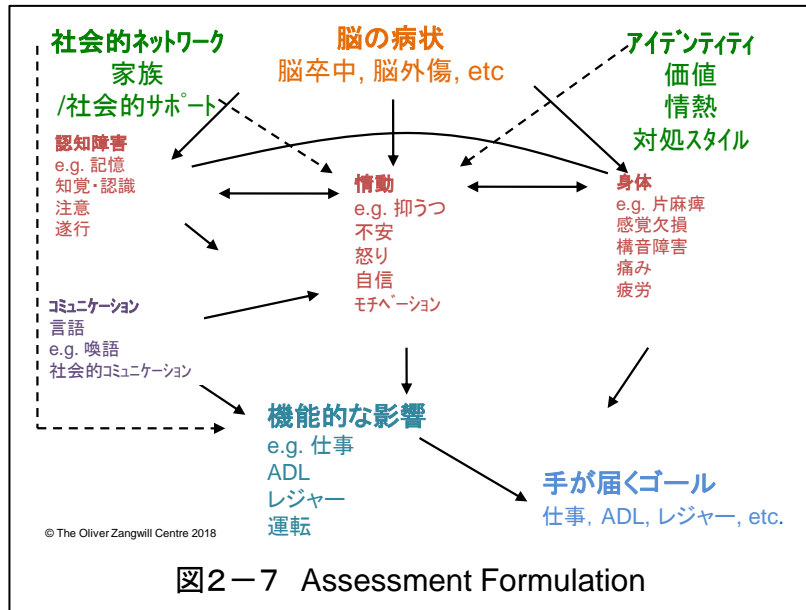 社会的ネットワーク
家族
/社会的サポート
脳の病状
脳卒中, 脳外傷, etc
アイデンティティ
価値
情熱
対処スタイル
認知障害
e.g. 記憶
知覚・認識
注意
遂行
情動
e.g. 抑うつ
不安
怒り
自信
モチベーション
身体
e.g. 片麻痺
感覚欠損
構音障害
痛み
疲労
コミュニケーション
言語
e.g. 喚語
社会的コミュニケーション
機能的な影響
e.g. 仕事
ADL
レジャー
運転
手が届くゴール
仕事, ADL, レジャー, etc.
© The Oliver Zangwill Centre 2018
図2-7 Assessment Formulation